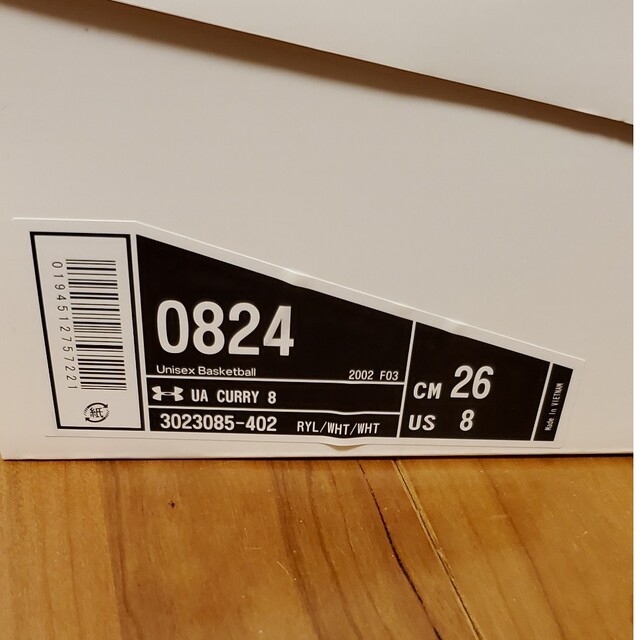 0194512757221
紙
0824
Unisex Basketball 2002 F03
UA CURRY 8
3023085-402 RYL/WHT/WHT
CM 26
US 8
Made in VIETNAM